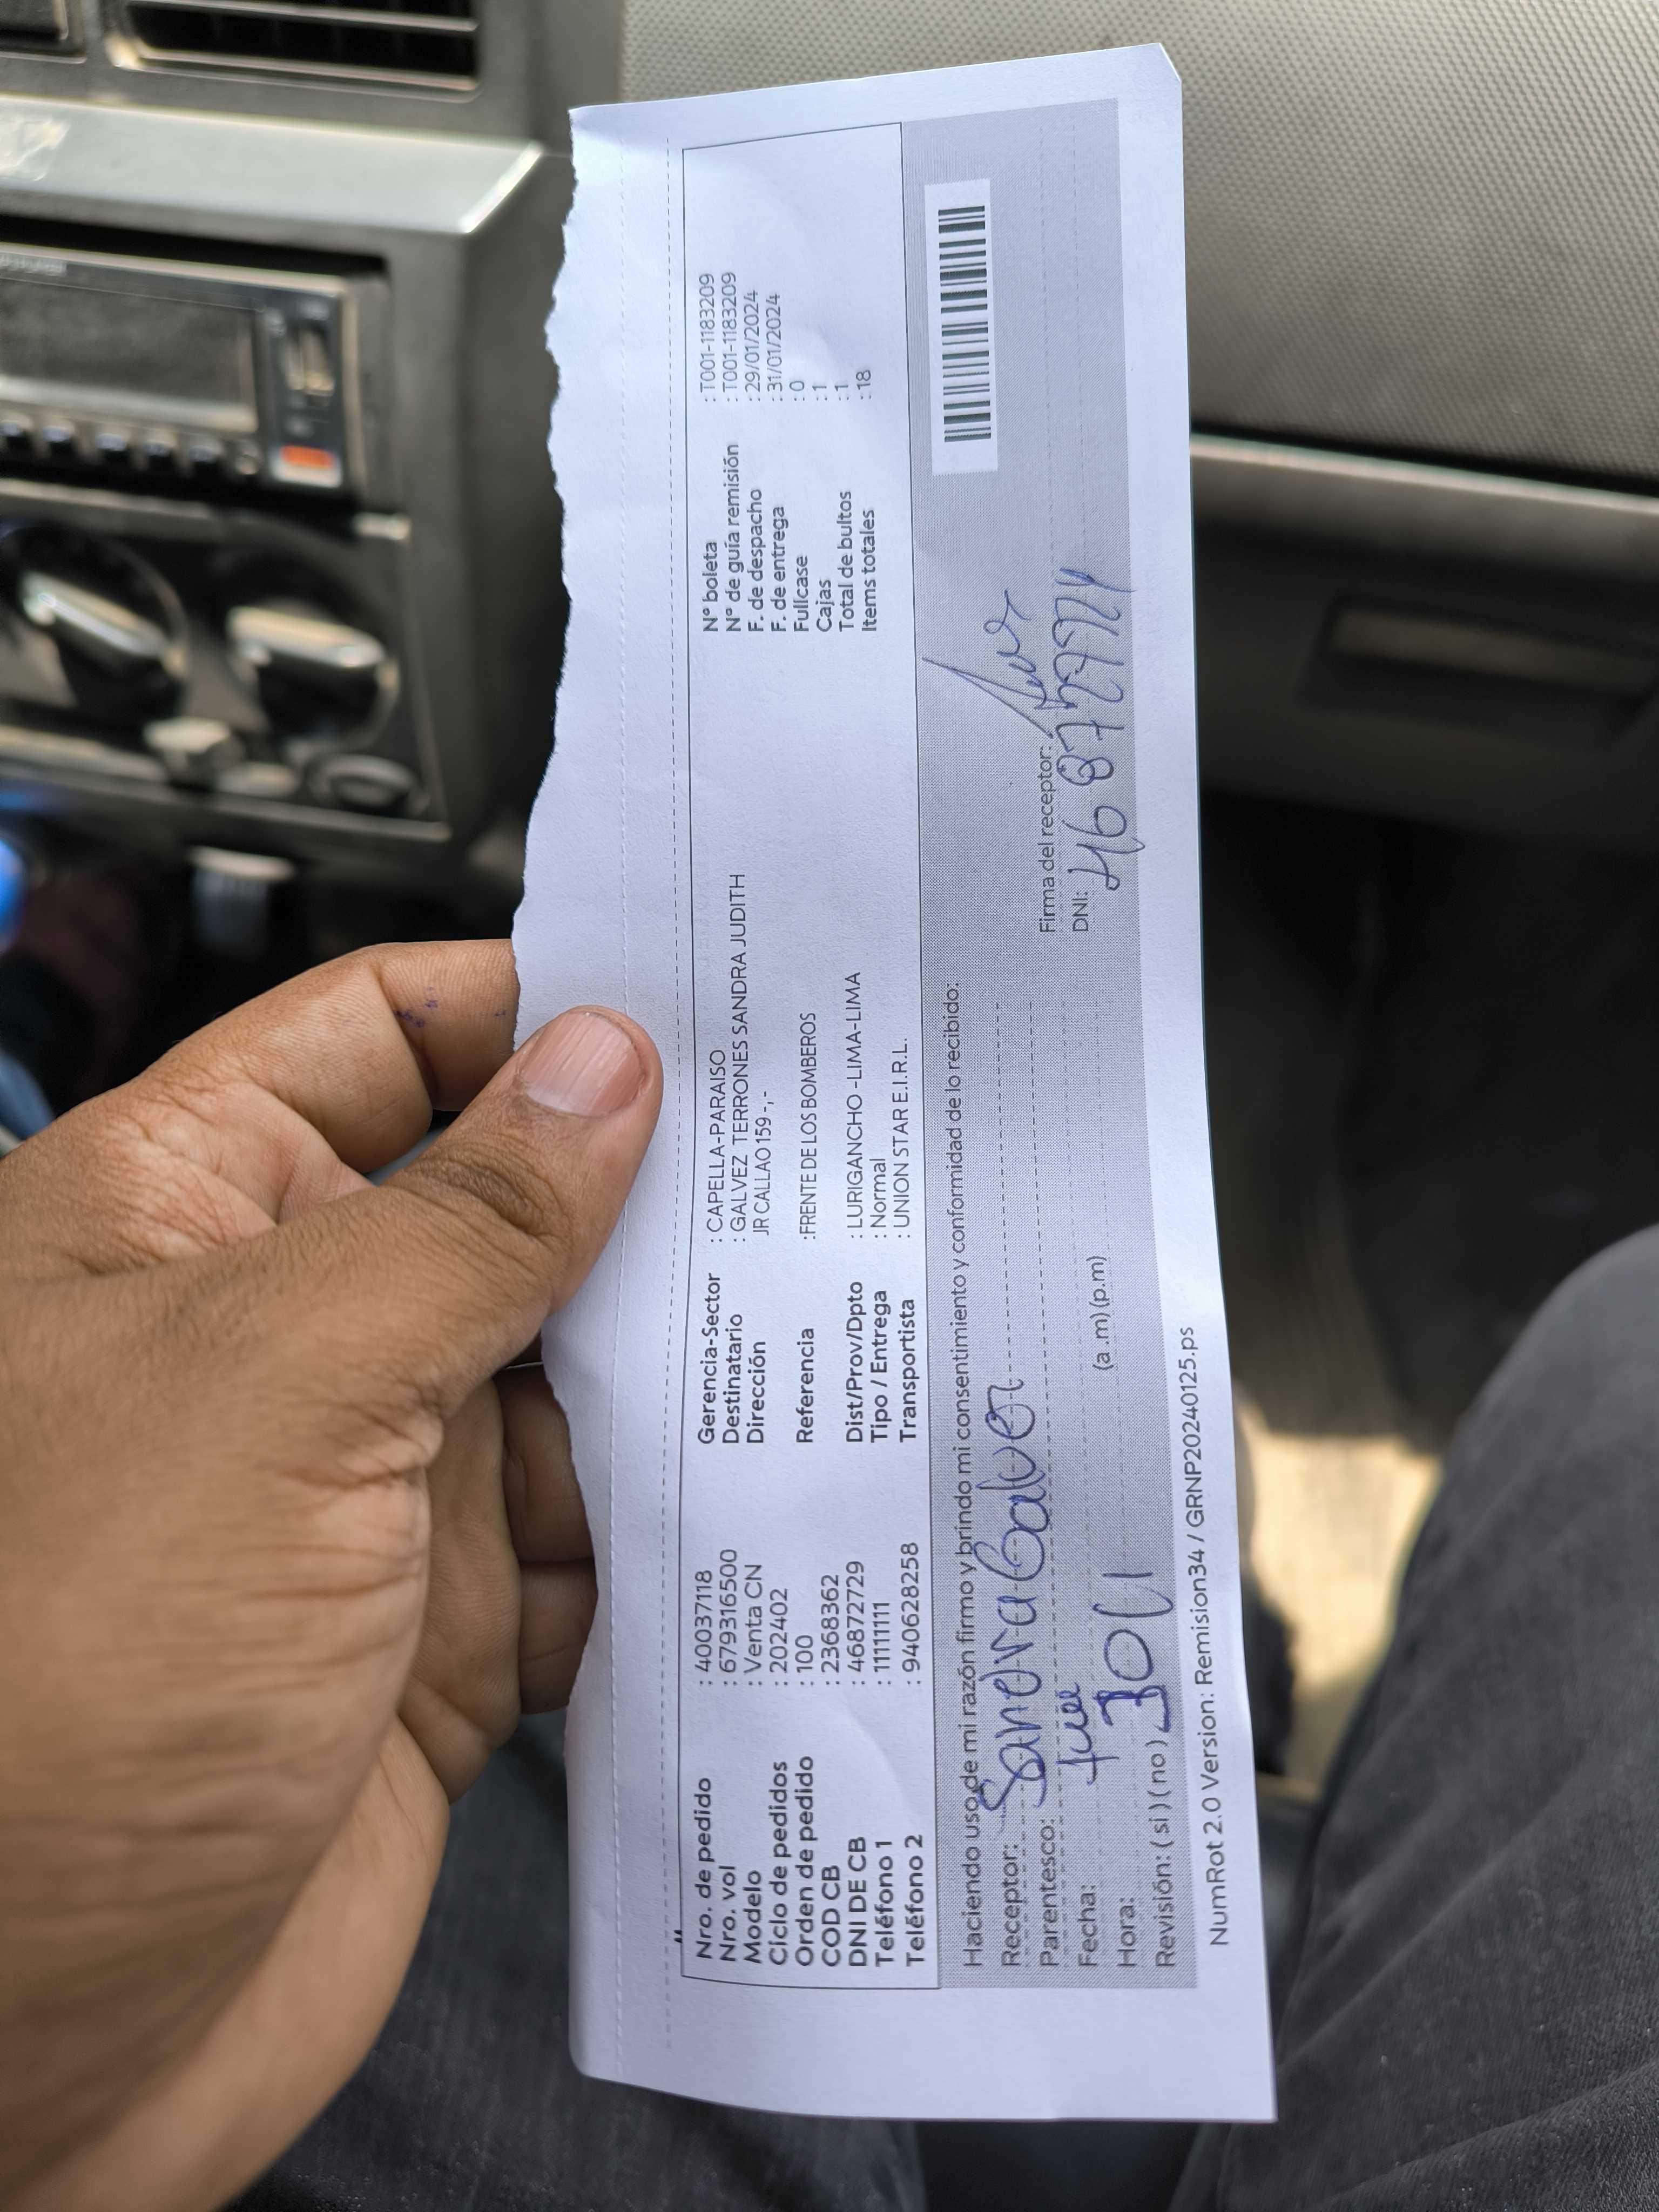 Nro. de pedido : 40037118
Nro. vol : 679316500
Modelo : Venta CN
Ciclo de pedidos : 202402
Orden de pedido : 100
COD CB : 2368362
DNI DE CB : 46872729
Teléfono 1 : 11111111
Teléfono 2 : 940628258
Gerencia-Sector : CAPELLA-PARAISO
Destinatario : GALVEZ TERRONES SANDRA JUDITH
Dirección JR CALLAO 159 -,-
Referencia :FRENTE DE LOS BOMBEROS
Dist/Prov/Dpto : LURIGANCHO -LIMA-LIMA
Tipo / Entrega : Normal
Transportista : UNION STAR E.I.R.L.
N° boleta : T001-1183209
N° de guía remisión : T001-1183209
F. de despacho : 29/01/2024
F. de entrega : 31/01/2024
Fullcase : 0
Cajas : 1
Total de bultos : 1
Items totales : 18
Haciendo uso de mi razón firmo y brindo mi consentimiento y conformidad de lo recibido:
Receptor: Sandra Galvez
Parentesco:
Fecha:
Hora: (a .m) (p.m)
Revisión: ( si ) ( no )
Firma del receptor:
DNI:
NumRot 2.0 Version: Remision34 / GRNP20240125.ps